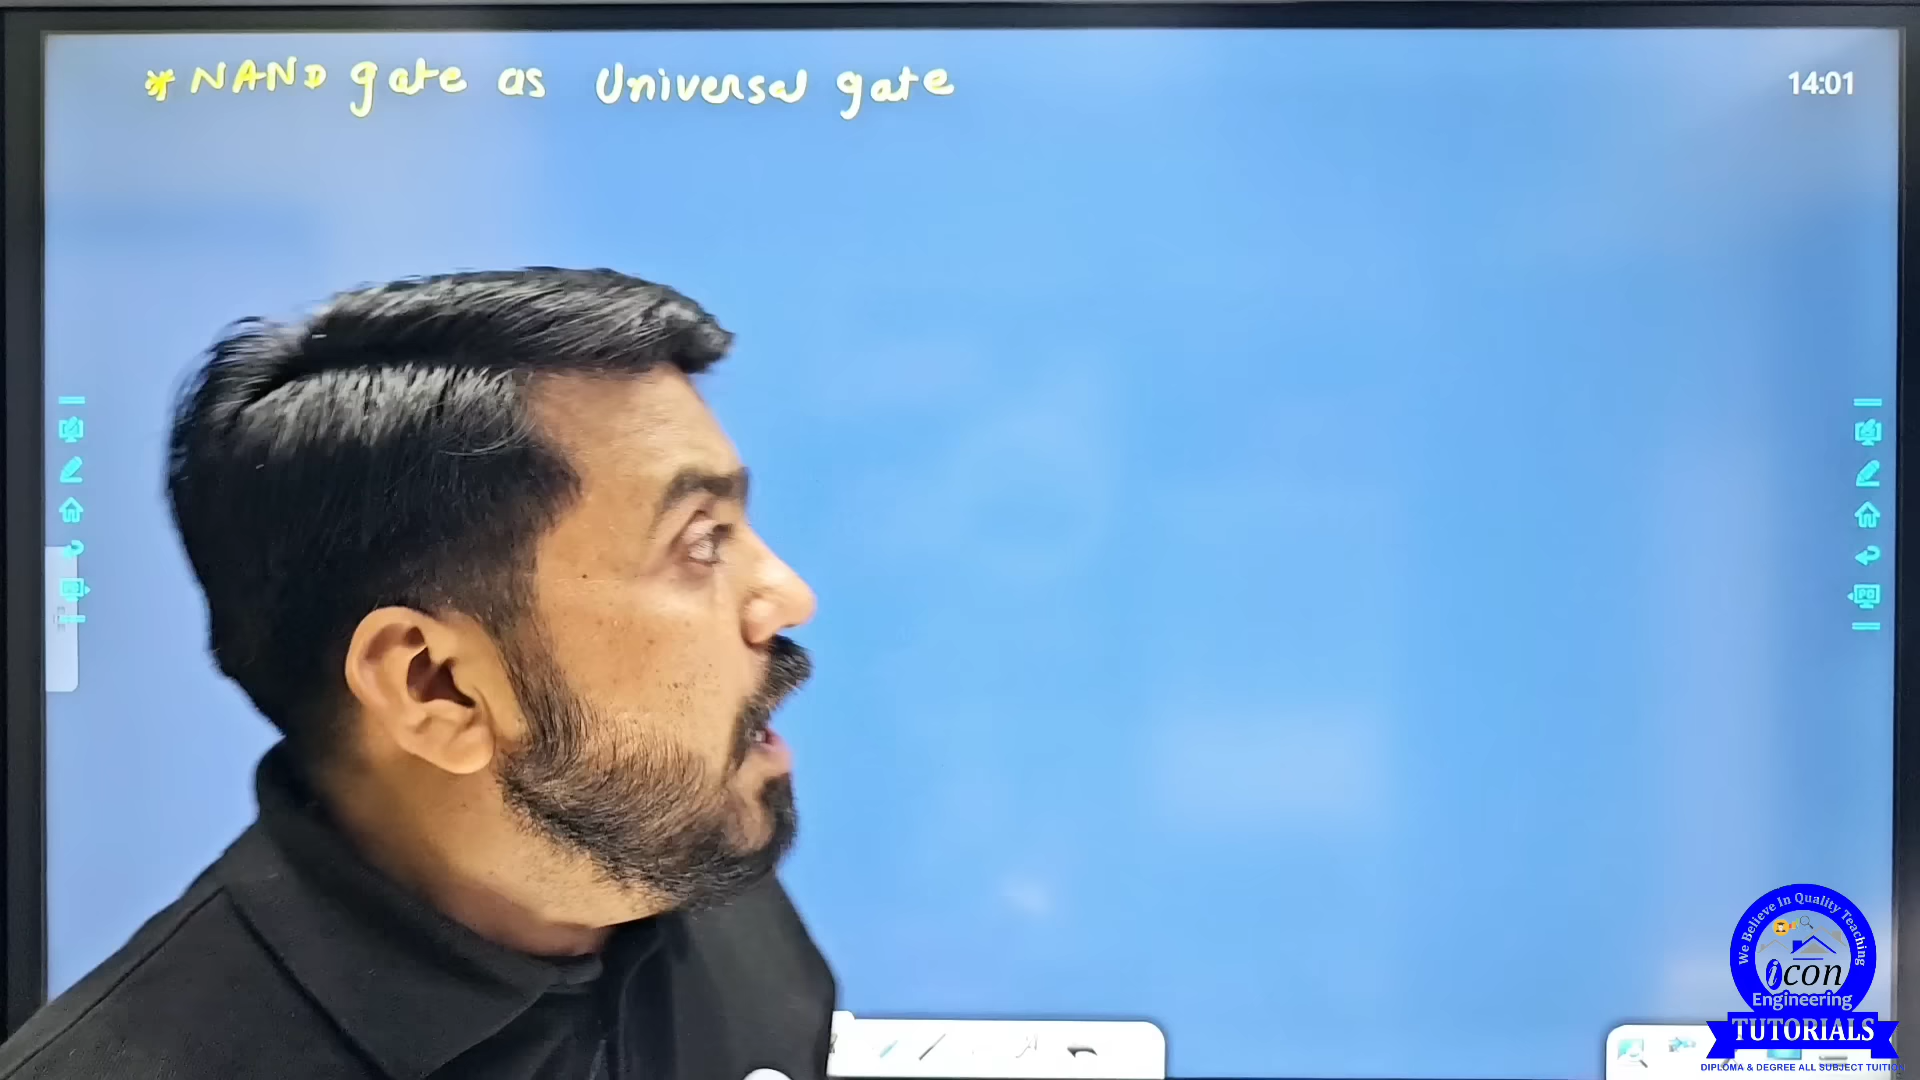 * NAND gate as Universal gate
14:01
We Believe In Quality Teaching
icon
Engineering
TUTORIALS
DIPLOMA & DEGREE ALL SUBJECT TUITION